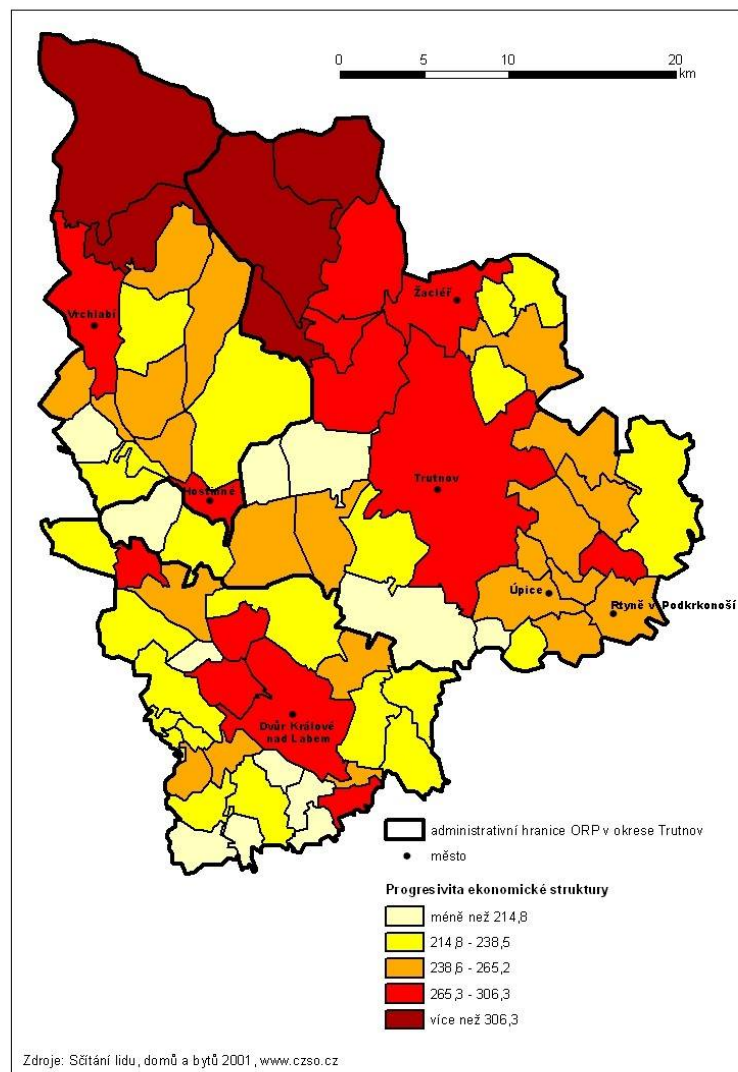 0 5 10 20
km
Žacléř
Vrchlabí
Trutnov
Hostinné
Úpice
Rtyně v Podkrkonoší
Dvůr Králové
nad Labem
administrativní hranice ORP v okrese Trutnov
město
Progresivita ekonomické struktury
méně než 214,8
214,8 - 238,5
238,6 - 265,2
265,3 - 306,3
více než 306,3
Zdroje: Sčítání lidu, domů a bytů 2001, www.czso.cz